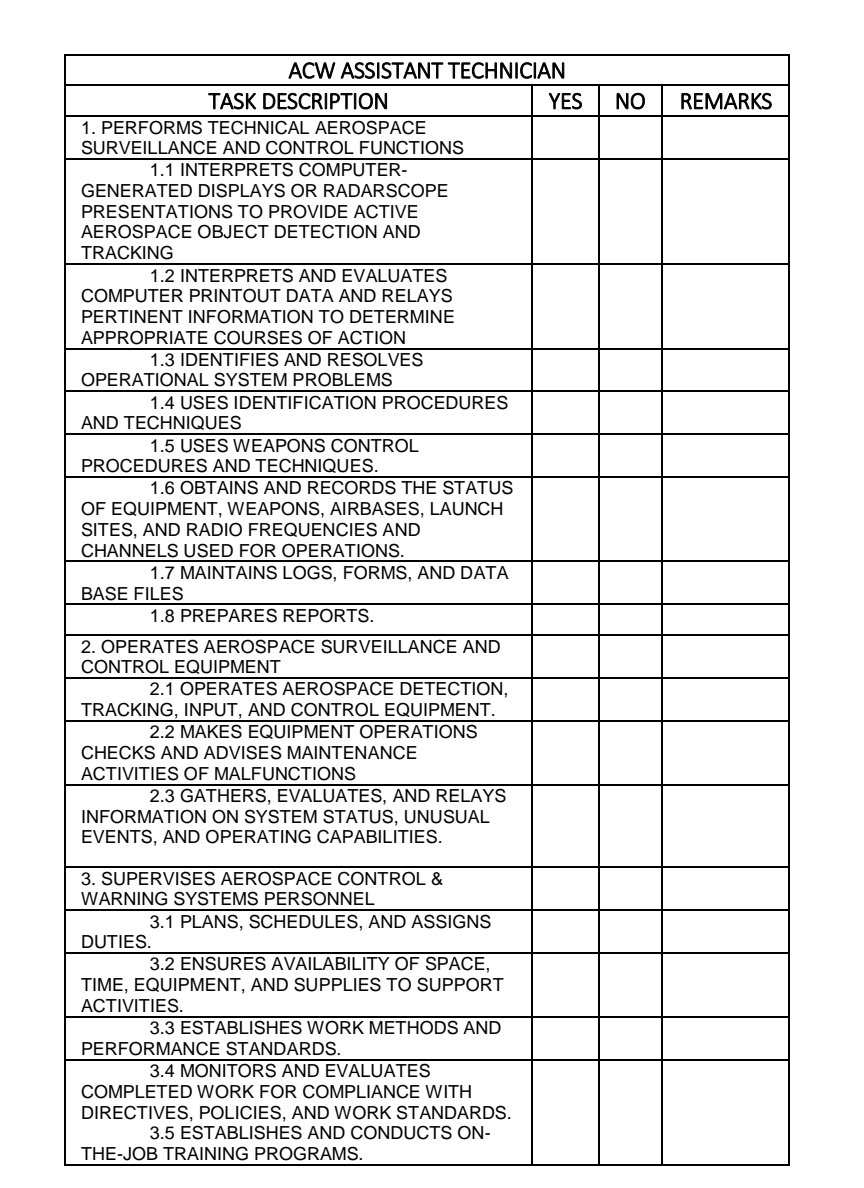 ACW ASSISTANT TECHNICIAN
TASK DESCRIPTION YES NO REMARKS
1. PERFORMS TECHNICAL AEROSPACE
SURVEILLANCE AND CONTROL FUNCTIONS
1.1 INTERPRETS COMPUTER-
GENERATED DISPLAYS OR RADARSCOPE
PRESENTATIONS TO PROVIDE ACTIVE
AEROSPACE OBJECT DETECTION AND
TRACKING
1.2 INTERPRETS AND EVALUATES
COMPUTER PRINTOUT DATA AND RELAYS
PERTINENT INFORMATION TO DETERMINE
APPROPRIATE COURSES OF ACTION
1.3 IDENTIFIES AND RESOLVES
OPERATIONAL SYSTEM PROBLEMS
1.4 USES IDENTIFICATION PROCEDURES
AND TECHNIQUES
1.5 USES WEAPONS CONTROL
PROCEDURES AND TECHNIQUES.
1.6 OBTAINS AND RECORDS THE STATUS
OF EQUIPMENT, WEAPONS, AIRBASES, LAUNCH
SITES, AND RADIO FREQUENCIES AND
CHANNELS USED FOR OPERATIONS.
1.7 MAINTAINS LOGS, FORMS, AND DATA
BASE FILES
1.8 PREPARES REPORTS.
2. OPERATES AEROSPACE SURVEILLANCE AND
CONTROL EQUIPMENT
2.1 OPERATES AEROSPACE DETECTION,
TRACKING, INPUT, AND CONTROL EQUIPMENT.
2.2 MAKES EQUIPMENT OPERATIONS
CHECKS AND ADVISES MAINTENANCE
ACTIVITIES OF MALFUNCTIONS
2.3 GATHERS, EVALUATES, AND RELAYS
INFORMATION ON SYSTEM STATUS, UNUSUAL
EVENTS, AND OPERATING CAPABILITIES.
3. SUPERVISES AEROSPACE CONTROL &
WARNING SYSTEMS PERSONNEL
3.1 PLANS, SCHEDULES, AND ASSIGNS
DUTIES.
3.2 ENSURES AVAILABILITY OF SPACE,
TIME, EQUIPMENT, AND SUPPLIES TO SUPPORT
ACTIVITIES.
3.3 ESTABLISHES WORK METHODS AND
PERFORMANCE STANDARDS.
3.4 MONITORS AND EVALUATES
COMPLETED WORK FOR COMPLIANCE WITH
DIRECTIVES, POLICIES, AND WORK STANDARDS.
3.5 ESTABLISHES AND CONDUCTS ON-
THE-JOB TRAINING PROGRAMS.